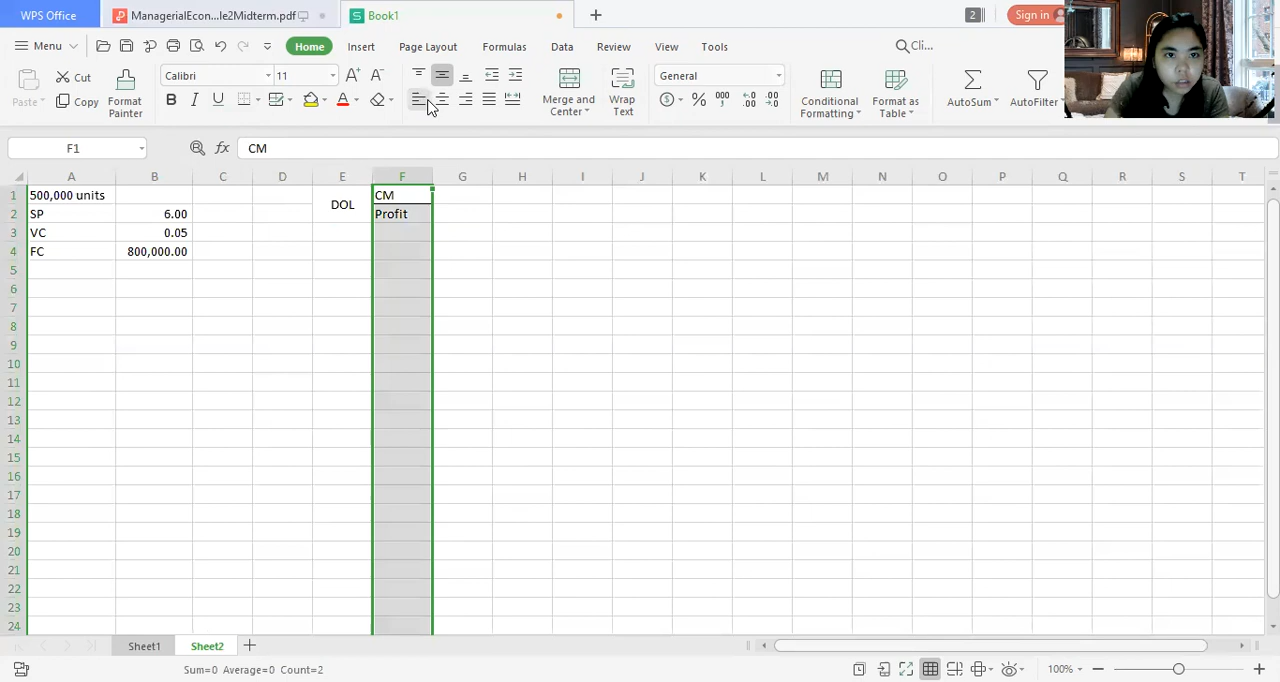 WPS Office
ManagerialEcon...le2Midterm.pdf
Book1
2
Sign in
Menu
Home
Insert
Page Layout
Formulas
Data
Review
View
Tools
Cli...
Paste
Cut
Copy
Format Painter
Calibri
11
Merge and Center
Wrap Text
General
Conditional Formatting
Format as Table
AutoSum
AutoFilter
F1
CM
A B C D E F G H I J K L M N O P Q R S T
1 500,000 units DOL CM
2 SP 6.00 Profit
3 VC 0.05
4 FC 800,000.00
5
6
7
8
9
10
11
12
13
14
15
16
17
18
19
20
21
22
23
24
Sheet1
Sheet2
Sum=0 Average=0 Count=2
100%